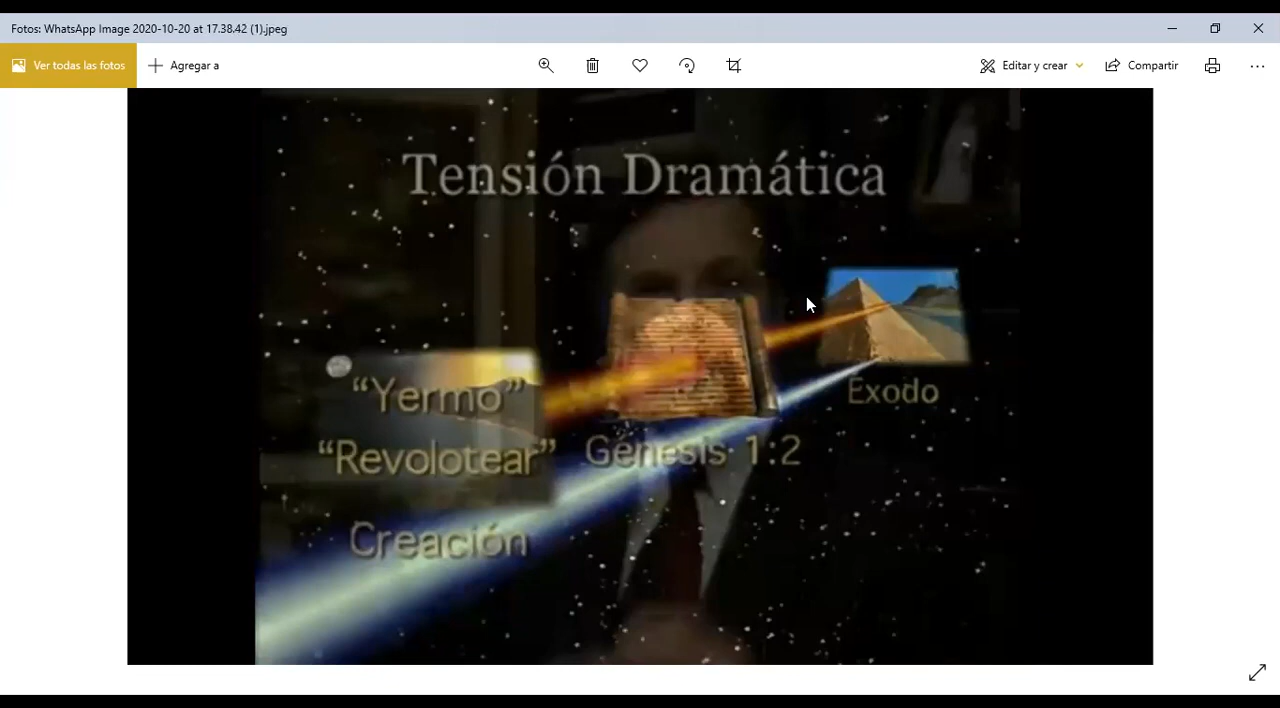 Fotos: WhatsApp Image 2020-10-20 at 17.38.42 (1).jpeg
Ver todas las fotos
Agregar a
Editar y crear
Compartir
Tensión Dramática
“Yermo”
“Revolotear”
Creación
Génesis 1:2
Exodo